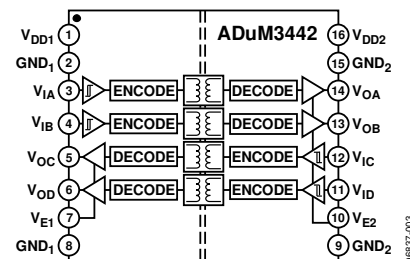 ADuM3442
VDD1 1 16 VDD2
GND1 2 15 GND2
VIA 3 ENCODE DECODE 14 VOA
VIB 4 ENCODE DECODE 13 VOB
VOC 5 DECODE ENCODE 12 VIC
VOD 6 DECODE ENCODE 11 VID
VE1 7 10 VE2
GND1 8 9 GND2